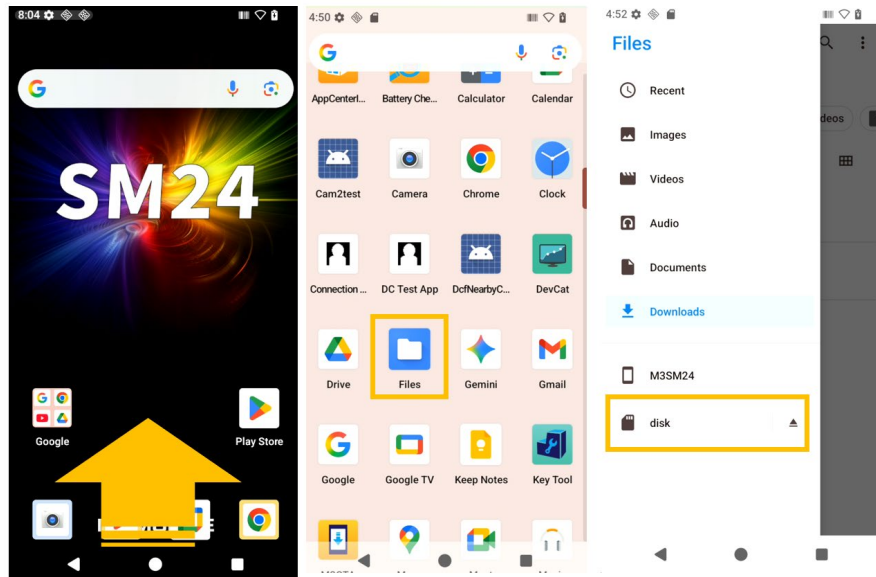 8:04
SM24
Google
Play Store
4:50
AppCenterI...
Battery Che...
Calculator
Calendar
Cam2test
Camera
Chrome
Clock
Connection ...
DC Test App
DcfNearbyC...
DevCat
Drive
Files
Gemini
Gmail
Google
Google TV
Keep Notes
Key Tool
4:52
Files
Recent
Images
Videos
deos
Audio
Documents
Downloads
M3SM24
disk